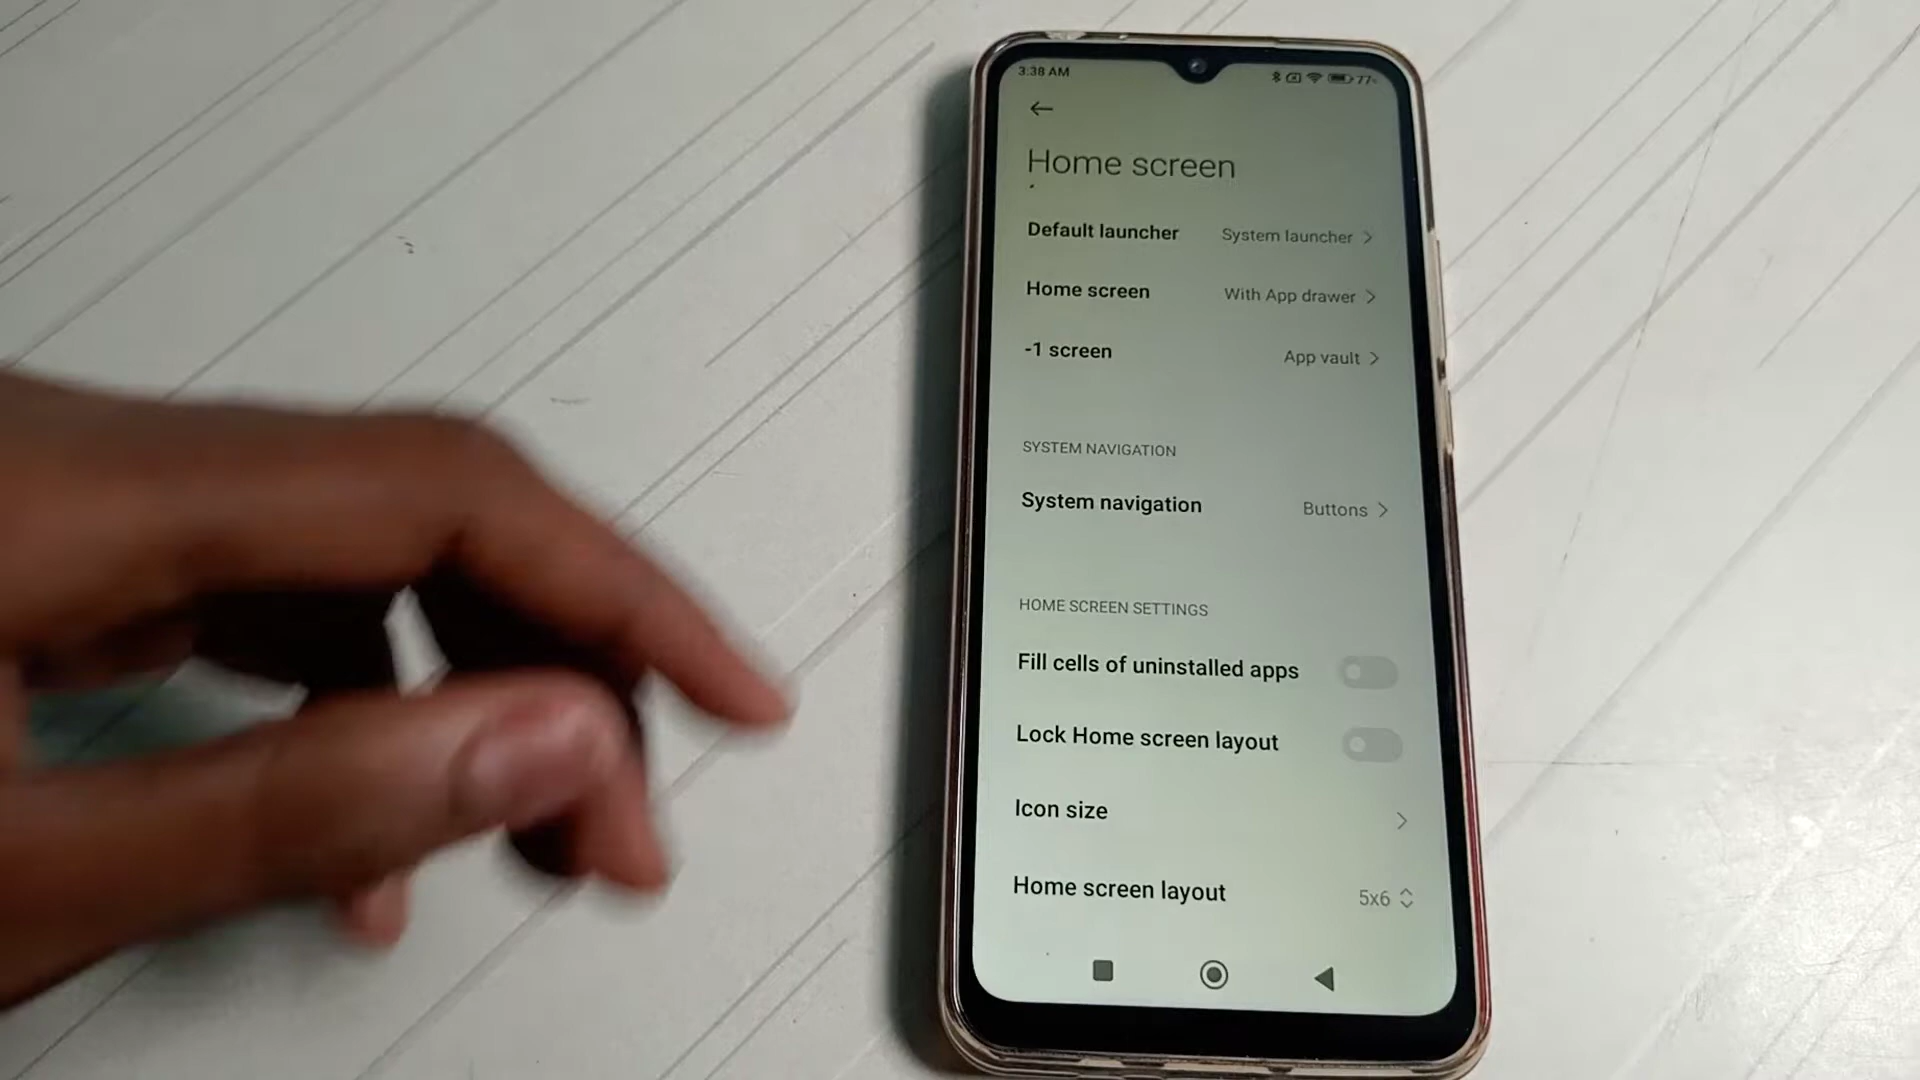 3:38 AM
77
Home screen
Default launcher System launcher
Home screen With App drawer
-1 screen App vault
SYSTEM NAVIGATION
System navigation Buttons
HOME SCREEN SETTINGS
Fill cells of uninstalled apps
Lock Home screen layout
Icon size
Home screen layout 5x6